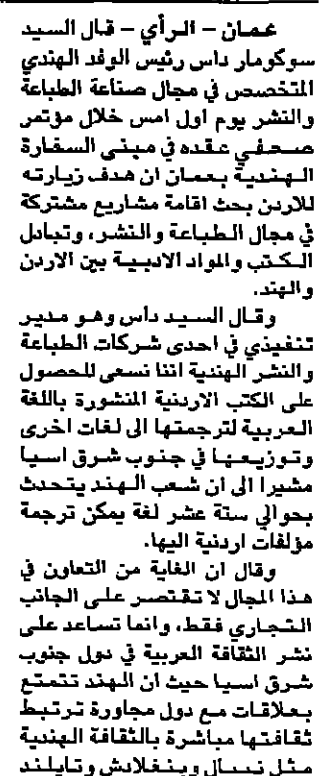 عمان - الرأي - قال السيد
سوكومار داس رئيس الوفد الهندي
المتخصص في مجال صناعة الطباعة
والنشر يوم اول امس خلال مؤتمر
صحفي عقده في مبنى السفارة
الهندية بعمان ان هدف زيارته
للاردن بحث اقامة مشاريع مشتركة
في مجال الطباعة والنشر، وتبادل
الكتب والمواد الادبية بين الاردن
والهند.
وقال السيد داس وهو مدير
تنفيذي في احدى شركات الطباعة
والنشر الهندية اننا نسعى للحصول
على الكتب الاردنية المنشورة باللغة
العربية لترجمتها الى لغات اخرى
وتوزيعها في جنوب شرق اسيا
مشيرا الى ان شعب الهند يتحدث
بحوالي ستة عشر لغة يمكن ترجمة
مؤلفات اردنية اليها.
وقال ان الغاية من التعاون في
هذا المجال لا تقتصر على الجانب
التجاري فقط، وانما تساعد على
نشر الثقافة العربية في دول جنوب
شرق اسيا حيث ان الهند تتمتع
بعلاقات مع دول مجاورة ترتبط
ثقافتها مباشرة بالثقافة الهندية
مثل نيبال وبنغلادش وتايلند